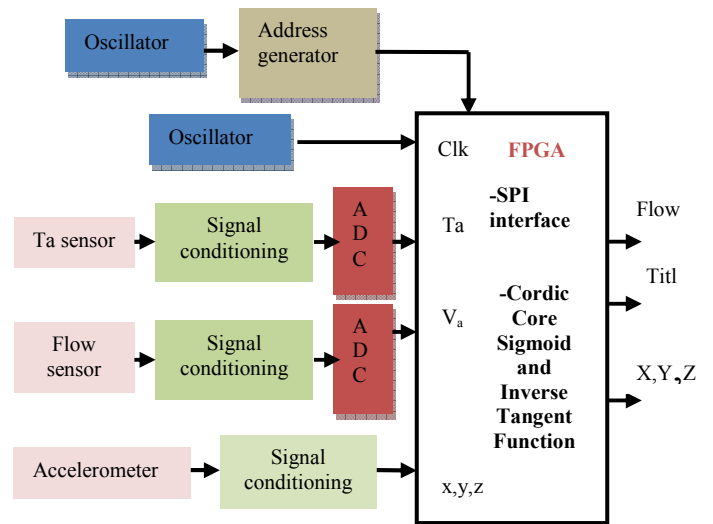 Oscillator
Address
generator
Oscillator
Clk
FPGA
-SPI
interface
Ta sensor
Signal
conditioning
A
D
C
Ta
Flow
Titl
Flow
sensor
Signal
conditioning
A
D
C
Va
-Cordic
Core
Sigmoid
and
Inverse
Tangent
Function
X,Y,Z
Accelerometer
Signal
conditioning
x,y,z